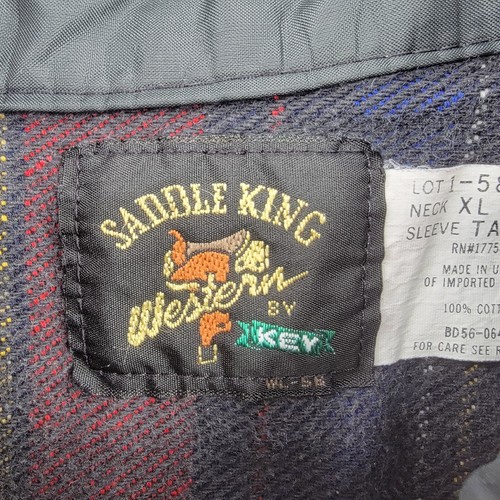 SADDLE KING
Western
BY
KEY
WL-58
LOT 1-58
NECK XL
SLEEVE TA
RN#1775
MADE IN U
OF IMPORTED
100% COTT
BD56-064
FOR CARE SEE R